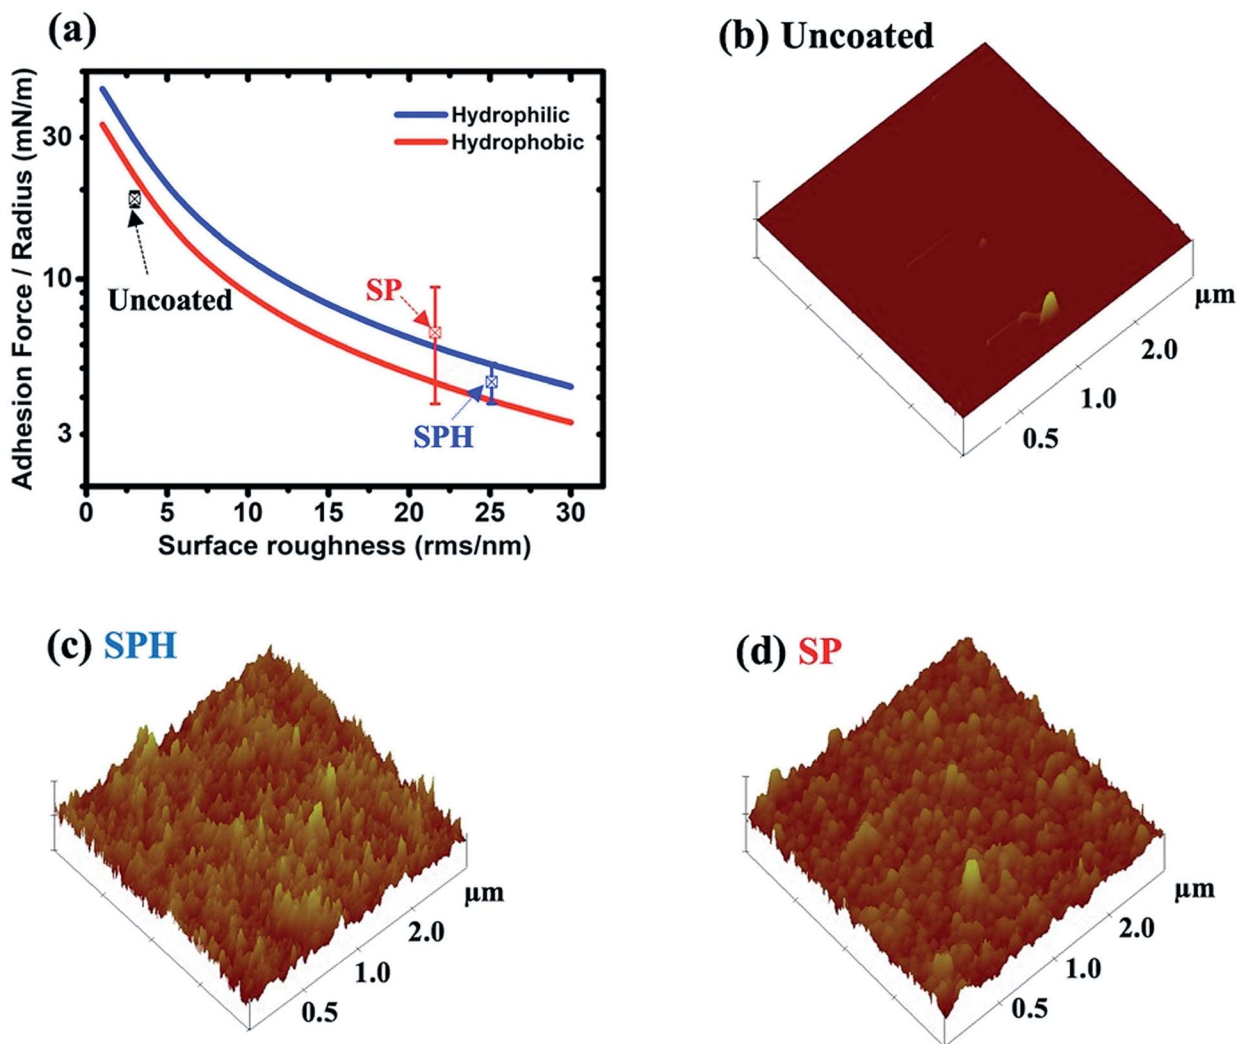 (a)
Adhesion Force / Radius (mN/m)
30
10
3
Hydrophilic
Hydrophobic
Uncoated
SP
SPH
0 5 10 15 20 25 30
Surface roughness (rms/nm)
(b) Uncoated
µm
2.0
1.0
0.5
(c) SPH
µm
2.0
1.0
0.5
(d) SP
µm
2.0
1.0
0.5